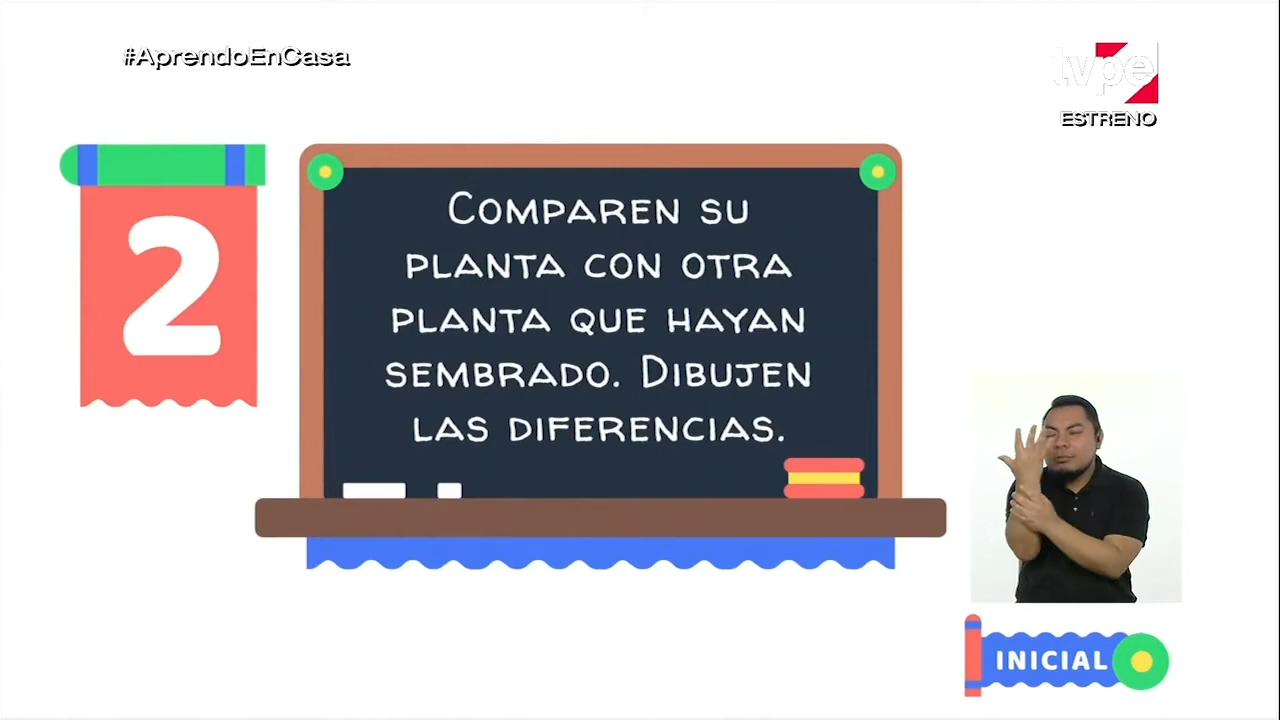 #AprendoEnCasa
tvpe
ESTRENO
2
COMPAREN SU
PLANTA CON OTRA
PLANTA QUE HAYAN
SEMBRADO. DIBUJEN
LAS DIFERENCIAS.
INICIAL